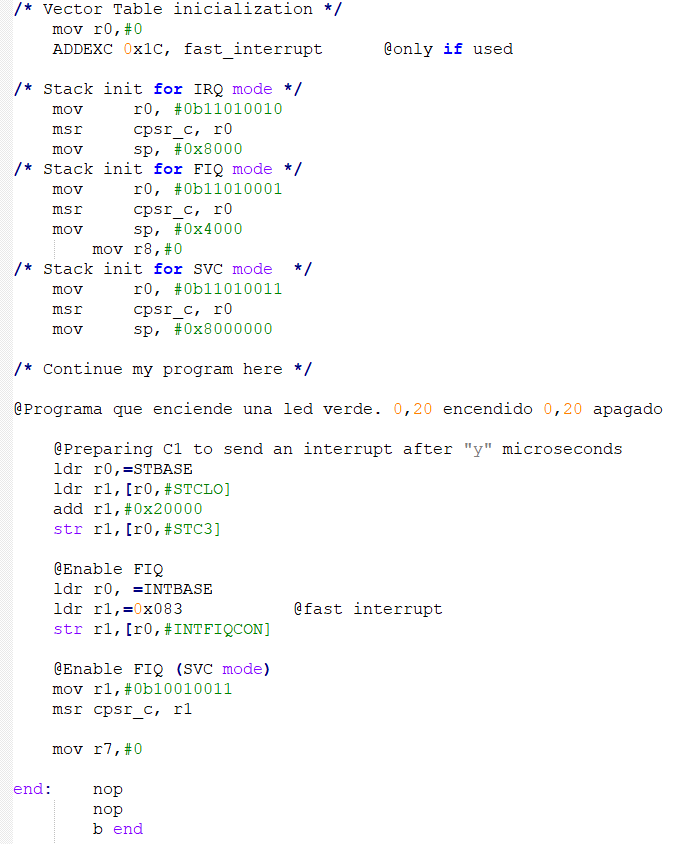 /* Vector Table inicialization */
    mov r0,#0
    ADDEXC 0x1C, fast_interrupt      @only if used
/* Stack init for IRQ mode */
    mov     r0, #0b11010010
    msr     cpsr_c, r0
    mov     sp, #0x8000
/* Stack init for FIQ mode */
    mov     r0, #0b11010001
    msr     cpsr_c, r0
    mov     sp, #0x4000
        mov r8,#0
/* Stack init for SVC mode  */
    mov     r0, #0b11010011
    msr     cpsr_c, r0
    mov     sp, #0x8000000
/* Continue my program here */
@Programa que enciende una led verde. 0,20 encendido 0,20 apagado
    @Preparing C1 to send an interrupt after "y" microseconds
    ldr r0,=STBASE
    ldr r1,[r0,#STCLO]
    add r1,#0x20000
    str r1,[r0,#STC3]
    @Enable FIQ
    ldr r0, =INTBASE
    ldr r1,=0x083           @fast interrupt
    str r1,[r0,#INTFIQCON]
    @Enable FIQ (SVC mode)
    mov r1,#0b10010011
    msr cpsr_c, r1
    mov r7,#0
end:    nop
        nop
        b end